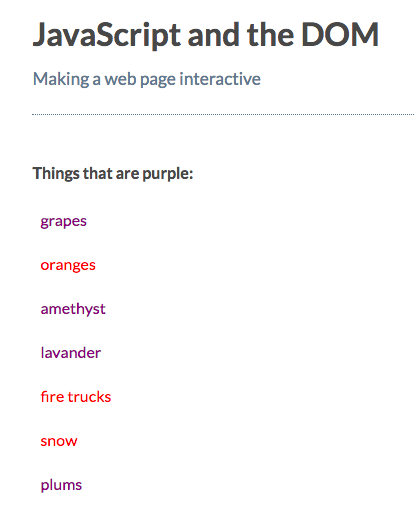 JavaScript and the DOM
Making a web page interactive
Things that are purple:
grapes
oranges
amethyst
lavander
fire trucks
snow
plums